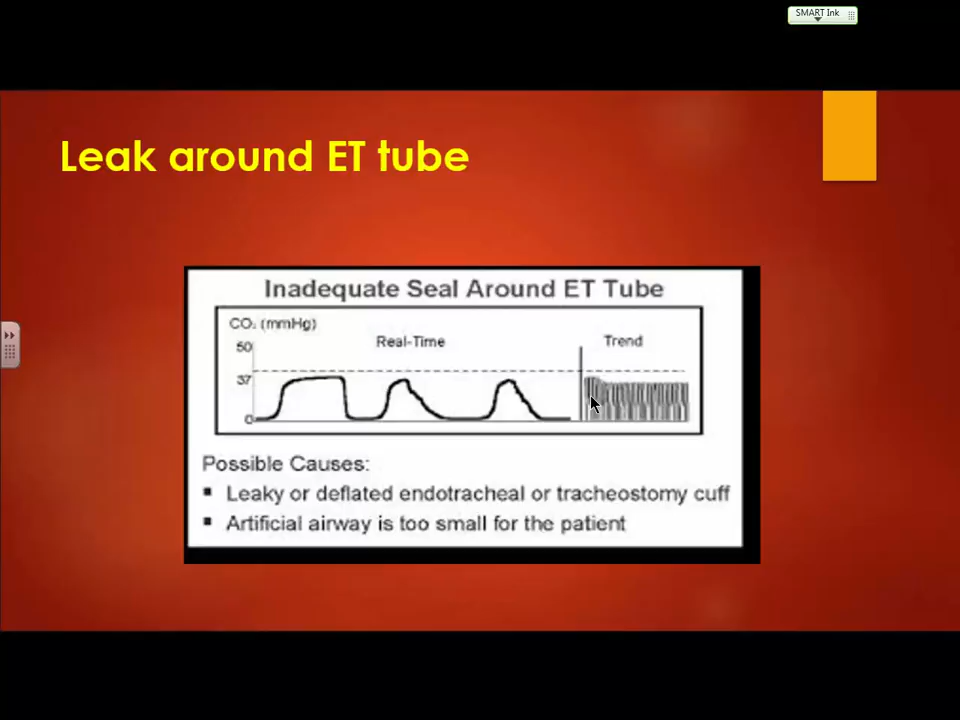 SMART Ink
Leak around ET tube
Inadequate Seal Around ET Tube
CO₂ (mmHg)
Real-Time
Trend
50
37
0
Possible Causes:
▪ Leaky or deflated endotracheal or tracheostomy cuff
▪ Artificial airway is too small for the patient